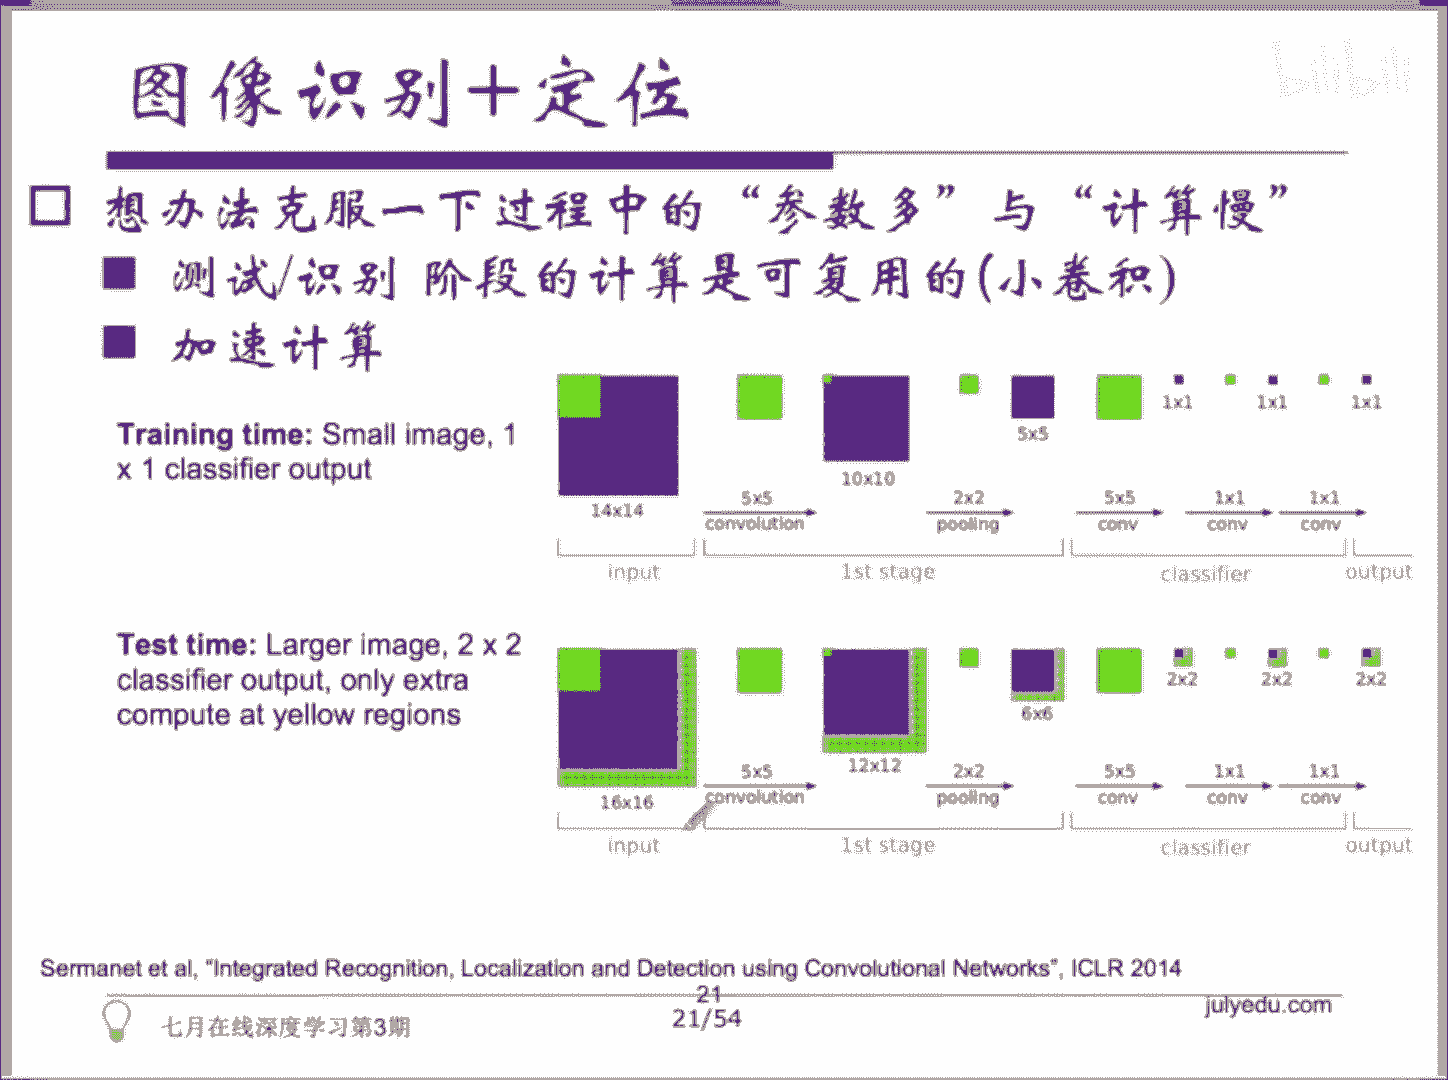 bilibili
图像识别+定位
想办法克服一下过程中的“参数多”与“计算慢”
测试/识别 阶段的计算是可复用的(小卷积)
加速计算
Training time: Small image, 1
x 1 classifier output
14x14
5x5
convolution
10x10
2x2
pooling
5x5
5x5
conv
1x1
1x1
conv
1x1
1x1
conv
1x1
input
1st stage
classifier
output
Test time: Larger image, 2 x 2
classifier output, only extra
compute at yellow regions
16x16
5x5
convolution
12x12
2x2
pooling
6x6
5x5
conv
2x2
1x1
conv
2x2
1x1
conv
2x2
input
1st stage
classifier
output
Sermanet et al, “Integrated Recognition, Localization and Detection using Convolutional Networks”, ICLR 2014
21
七月在线深度学习第3期
21/54
julyedu.com